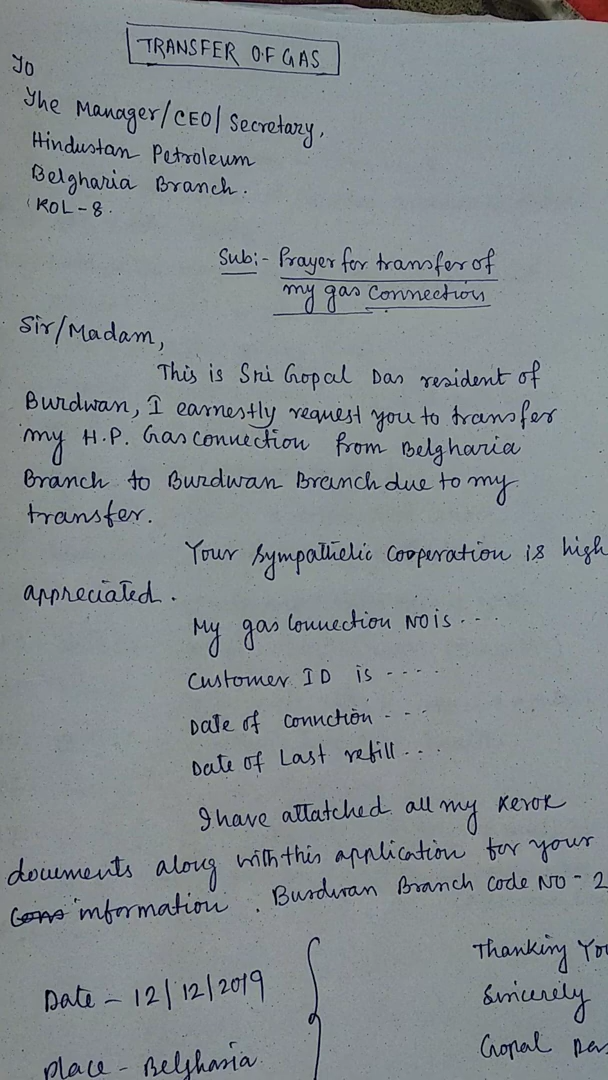 TRANSFER OF GAS
To
The Manager/CEO/Secretary,
Hindustan Petroleum
Belgharia Branch.
KOL-8.
Sub:- Prayer for transfer of
my gas connection
Sir/Madam,
This is Sri Gopal Das resident of
Burdwan, I earnestly request you to transfer
my H.P. Gas connection from Belgharia
Branch to Burdwan Branch due to my
transfer.
Your sympathetic cooperation is high
appreciated.
My gas connection NO is ...
Customer ID is ....
Date of connction ...
Date of Last refill ...
I have attatched all my xerox
documents along with this application for your
information. Burdwan Branch Code NO - 2
Thanking You
Date - 12/12/2019
Sincerely
Gopal Das
Place - Belgharia